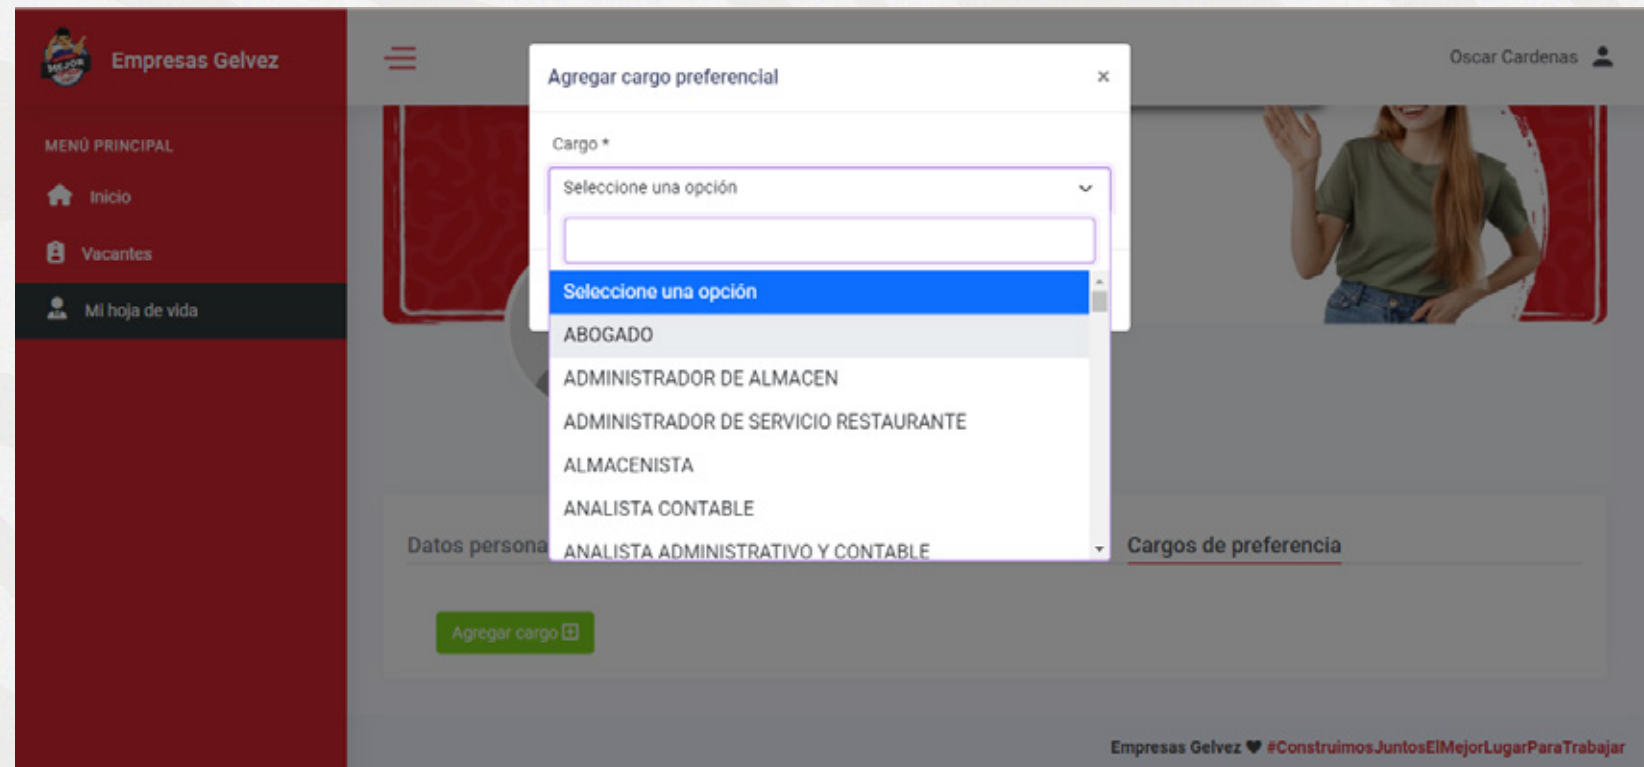 MEJOR
Empresas Gelvez
Oscar Cardenas
MENÚ PRINCIPAL
Inicio
Vacantes
Mi hoja de vida
Agregar cargo preferencial
×
Cargo *
Seleccione una opción
Seleccione una opción
ABOGADO
ADMINISTRADOR DE ALMACEN
ADMINISTRADOR DE SERVICIO RESTAURANTE
ALMACENISTA
ANALISTA CONTABLE
ANALISTA ADMINISTRATIVO Y CONTABLE
Datos persona
Cargos de preferencia
Agregar cargo
Empresas Gelvez ♥ #ConstruimosJuntosElMejorLugarParaTrabajar